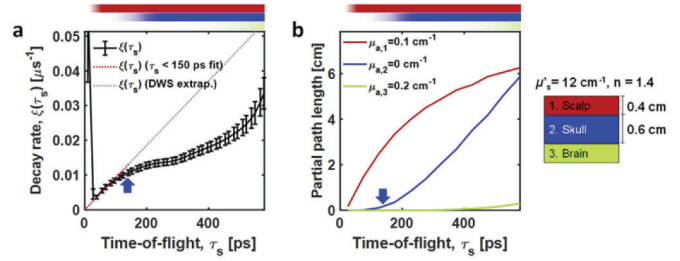 a
Decay rate, ξ(τs) [μs-1]
0.05
0.04
0.03
0.02
0.01
0
ξ(τs)
ξ(τs) (τs < 150 ps fit)
ξ(τs) (DWS extrap.)
0
200
400
Time-of-flight, τs [ps]
b
Partial path length [cm]
6
4
2
0
μa,1=0.1 cm-1
μa,2=0 cm-1
μa,3=0.2 cm-1
0
200
400
Time-of-flight, τs [ps]
μ's = 12 cm-1, n = 1.4
1. Scalp
0.4 cm
2. Skull
0.6 cm
3. Brain